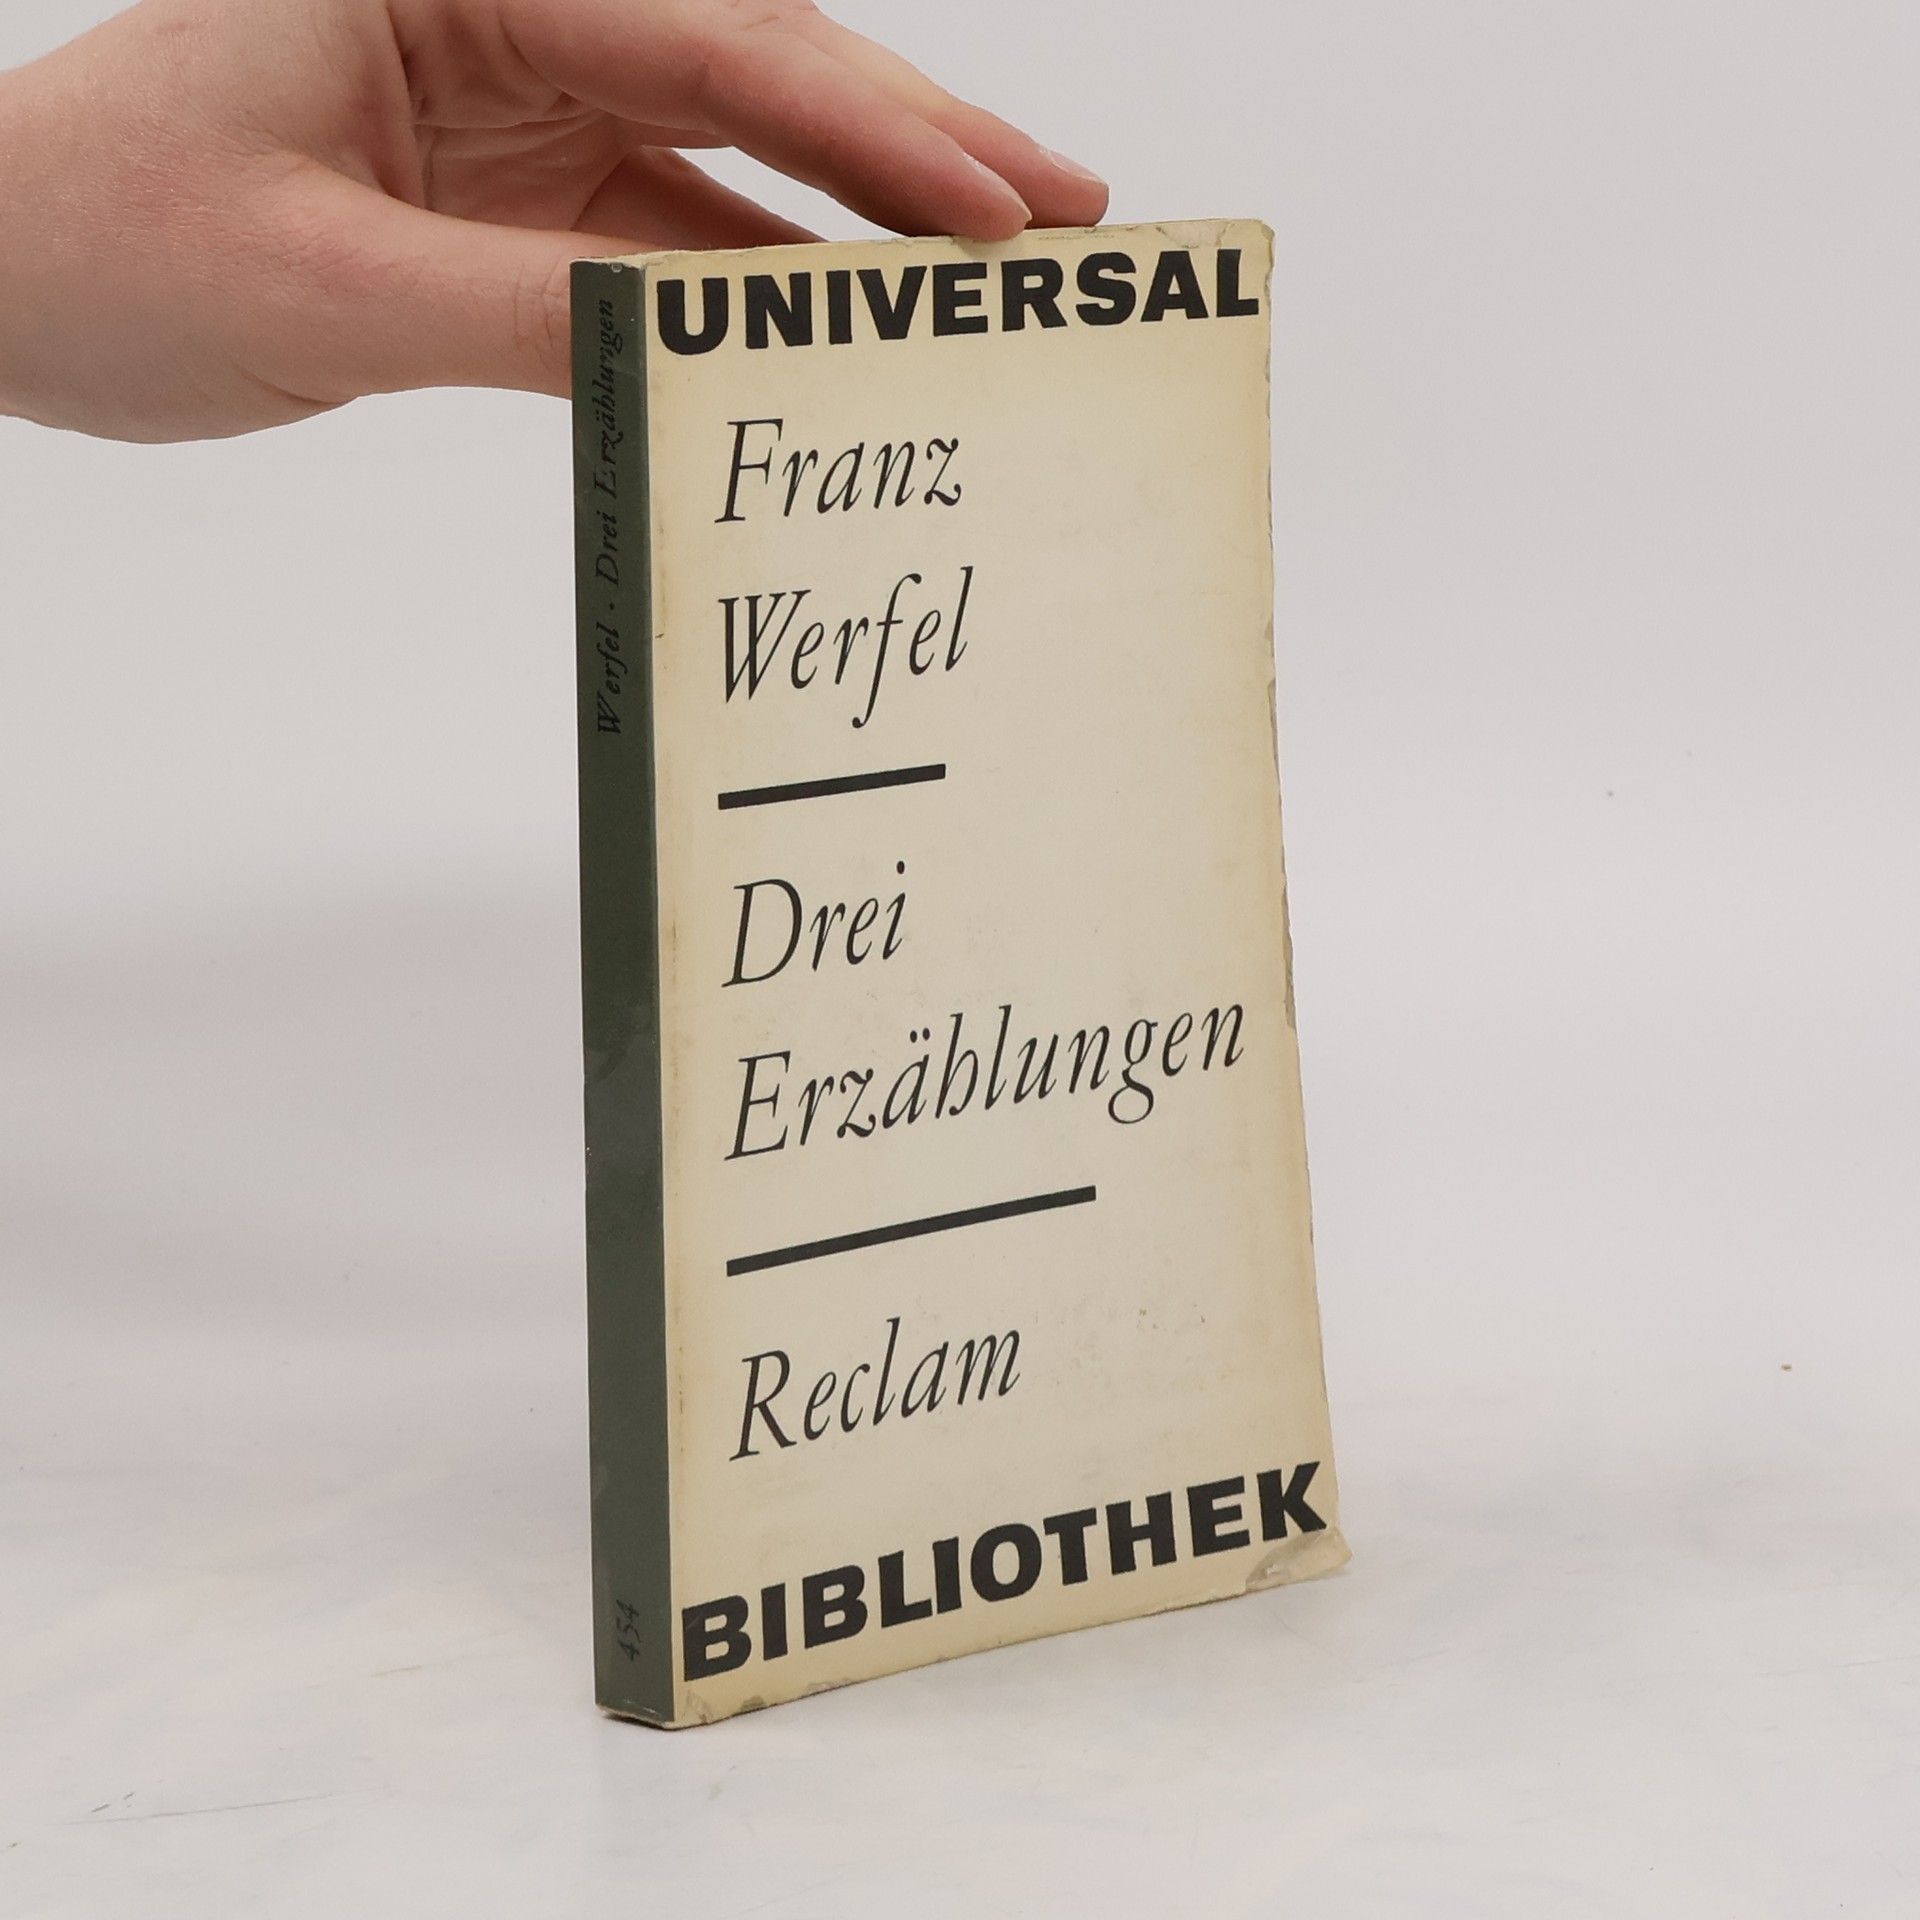 UNIVERSAL
Franz
Werfel
Drei
Erzählungen
Reclam
BIBLIOTHEK
Werfel · Drei Erzählungen
454